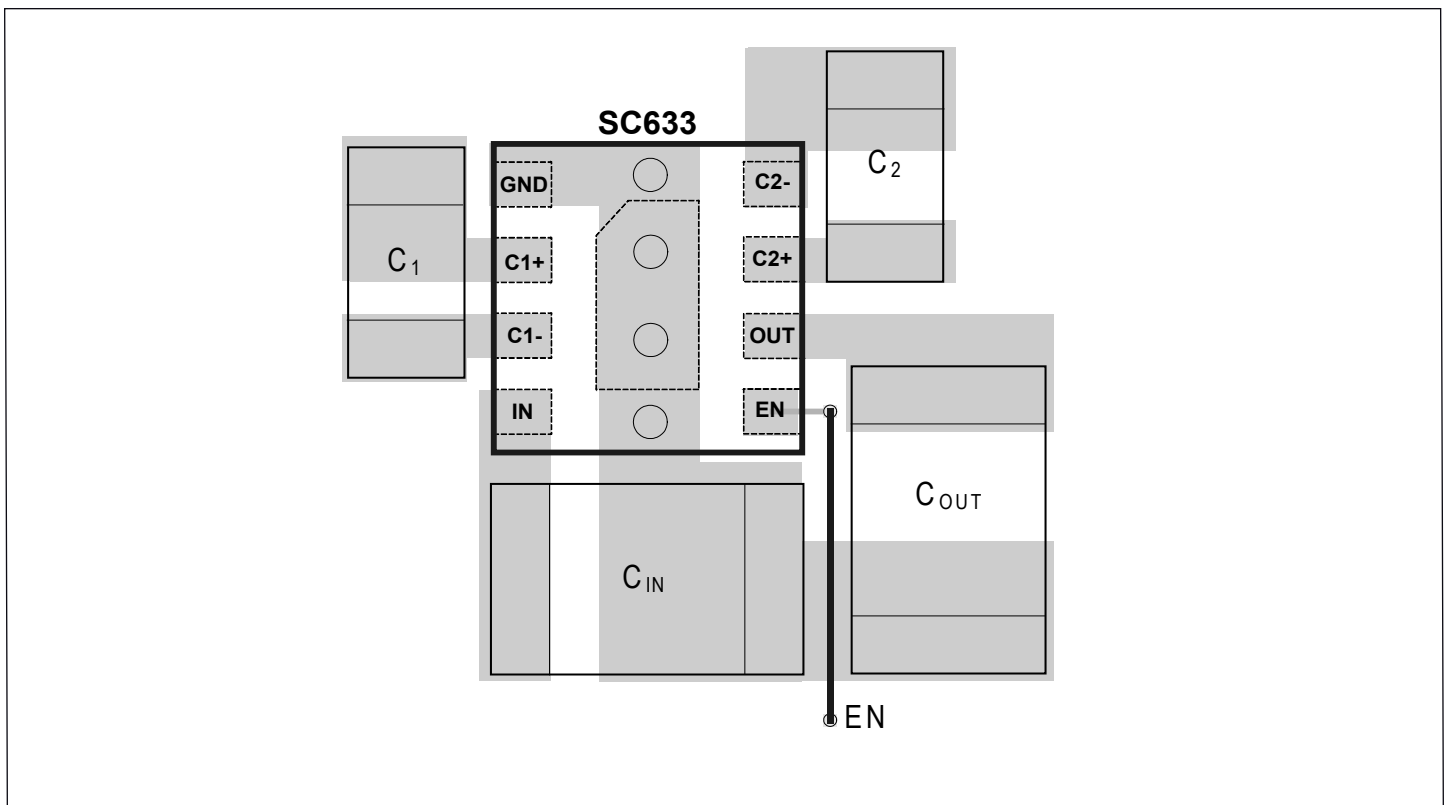 SC633
GND
C2-
C2
C1
C1+
C2+
C1-
OUT
IN
EN
COUT
CIN
EN